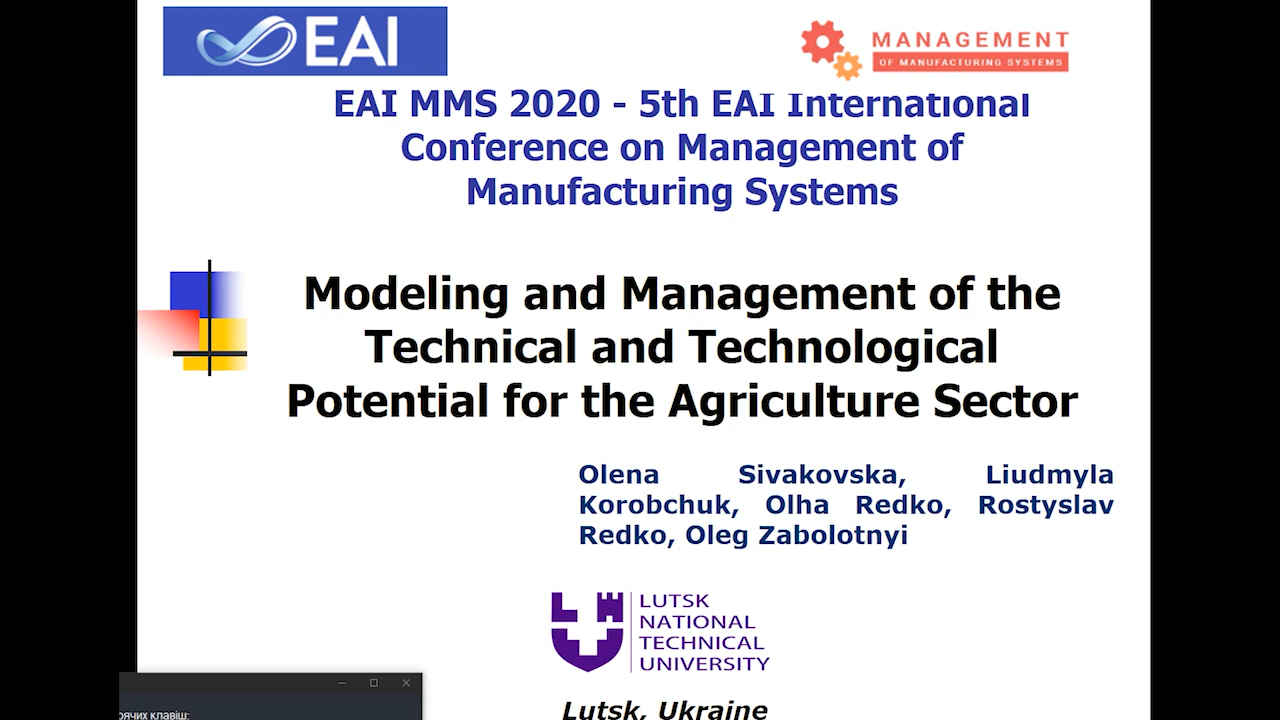 EAI
MANAGEMENT
OF MANUFACTURING SYSTEMS
EAI MMS 2020 - 5th EAI International
Conference on Management of
Manufacturing Systems
Modeling and Management of the
Technical and Technological
Potential for the Agriculture Sector
Olena Sivakovska, Liudmyla
Korobchuk, Olha Redko, Rostyslav
Redko, Oleg Zabolotnyi
LUTSK
NATIONAL
TECHNICAL
UNIVERSITY
Lutsk, Ukraine
клавіш: